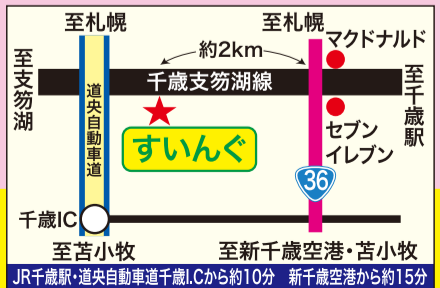 至札幌
至札幌
約2km
マクドナルド
至支笏湖
道央自動車道
千歳支笏湖線
至千歳駅
すいんぐ
セブン
イレブン
36
千歳IC
至苫小牧
至新千歳空港・苫小牧
JR千歳駅・道央自動車道千歳I.Cから約10分　新千歳空港から約15分